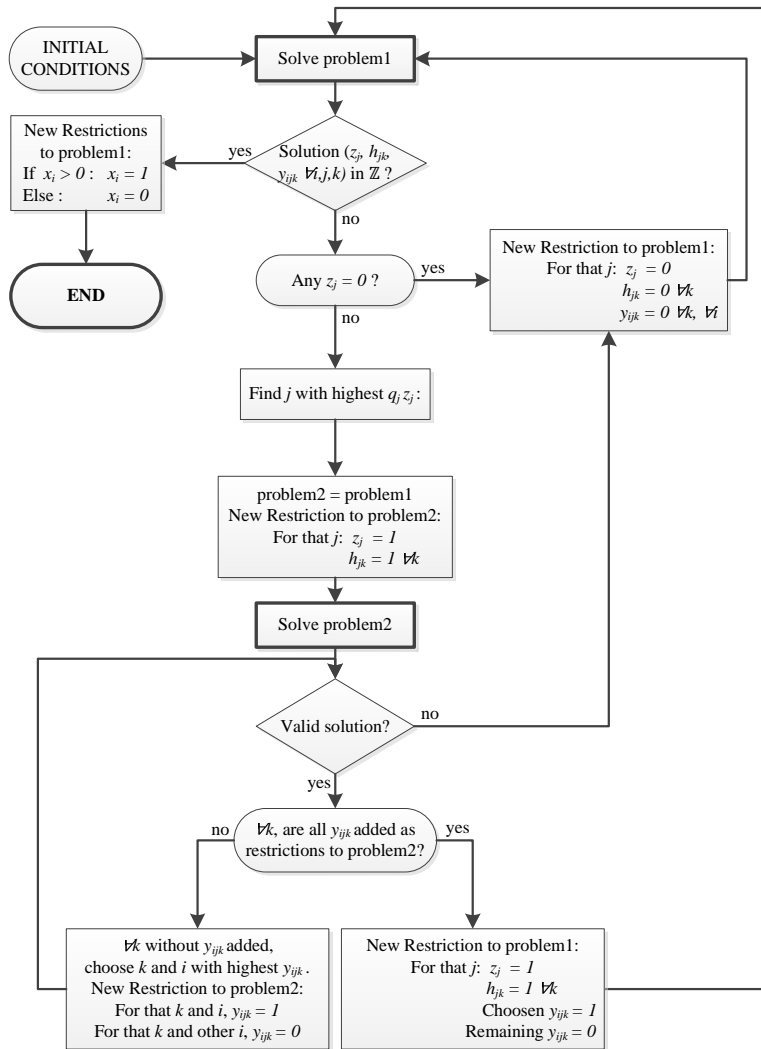 INITIAL
CONDITIONS
Solve problem1
New Restrictions
to problem1:
If x_i > 0 : x_i = 1
Else : x_i = 0
yes
Solution (z_j, h_jk,
y_ijk ∀i,j,k) in ℤ ?
no
END
Any z_j = 0 ?
yes
New Restriction to problem1:
For that j: z_j = 0
h_jk = 0 ∀k
y_ijk = 0 ∀k, ∀i
no
Find j with highest q_j z_j :
problem2 = problem1
New Restriction to problem2:
For that j: z_j = 1
h_jk = 1 ∀k
Solve problem2
Valid solution?
no
yes
no
∀k, are all y_ijk added as
restrictions to problem2?
yes
∀k without y_ijk added,
choose k and i with highest y_ijk .
New Restriction to problem2:
For that k and i, y_ijk = 1
For that k and other i, y_ijk = 0
New Restriction to problem1:
For that j: z_j = 1
h_jk = 1 ∀k
Choosen y_ijk = 1
Remaining y_ijk = 0